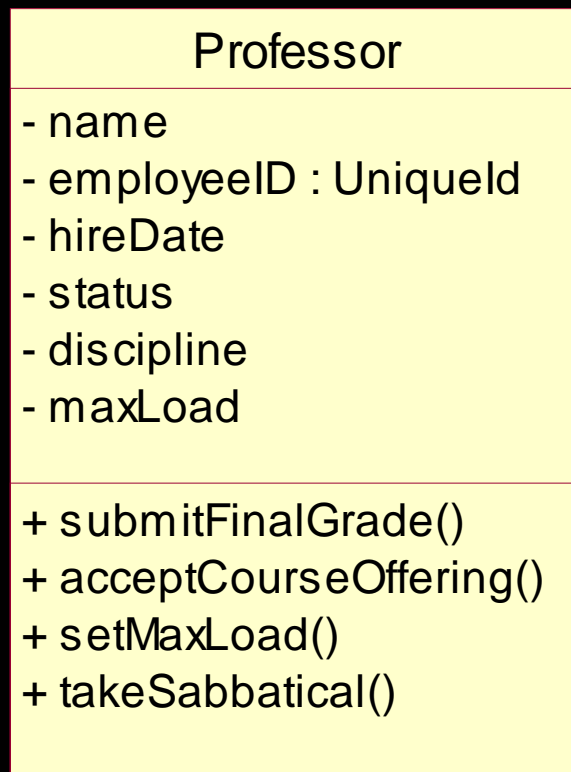 Professor
- name
- employeeID : UniqueId
- hireDate
- status
- discipline
- maxLoad
+ submitFinalGrade()
+ acceptCourseOffering()
+ setMaxLoad()
+ takeSabbatical()